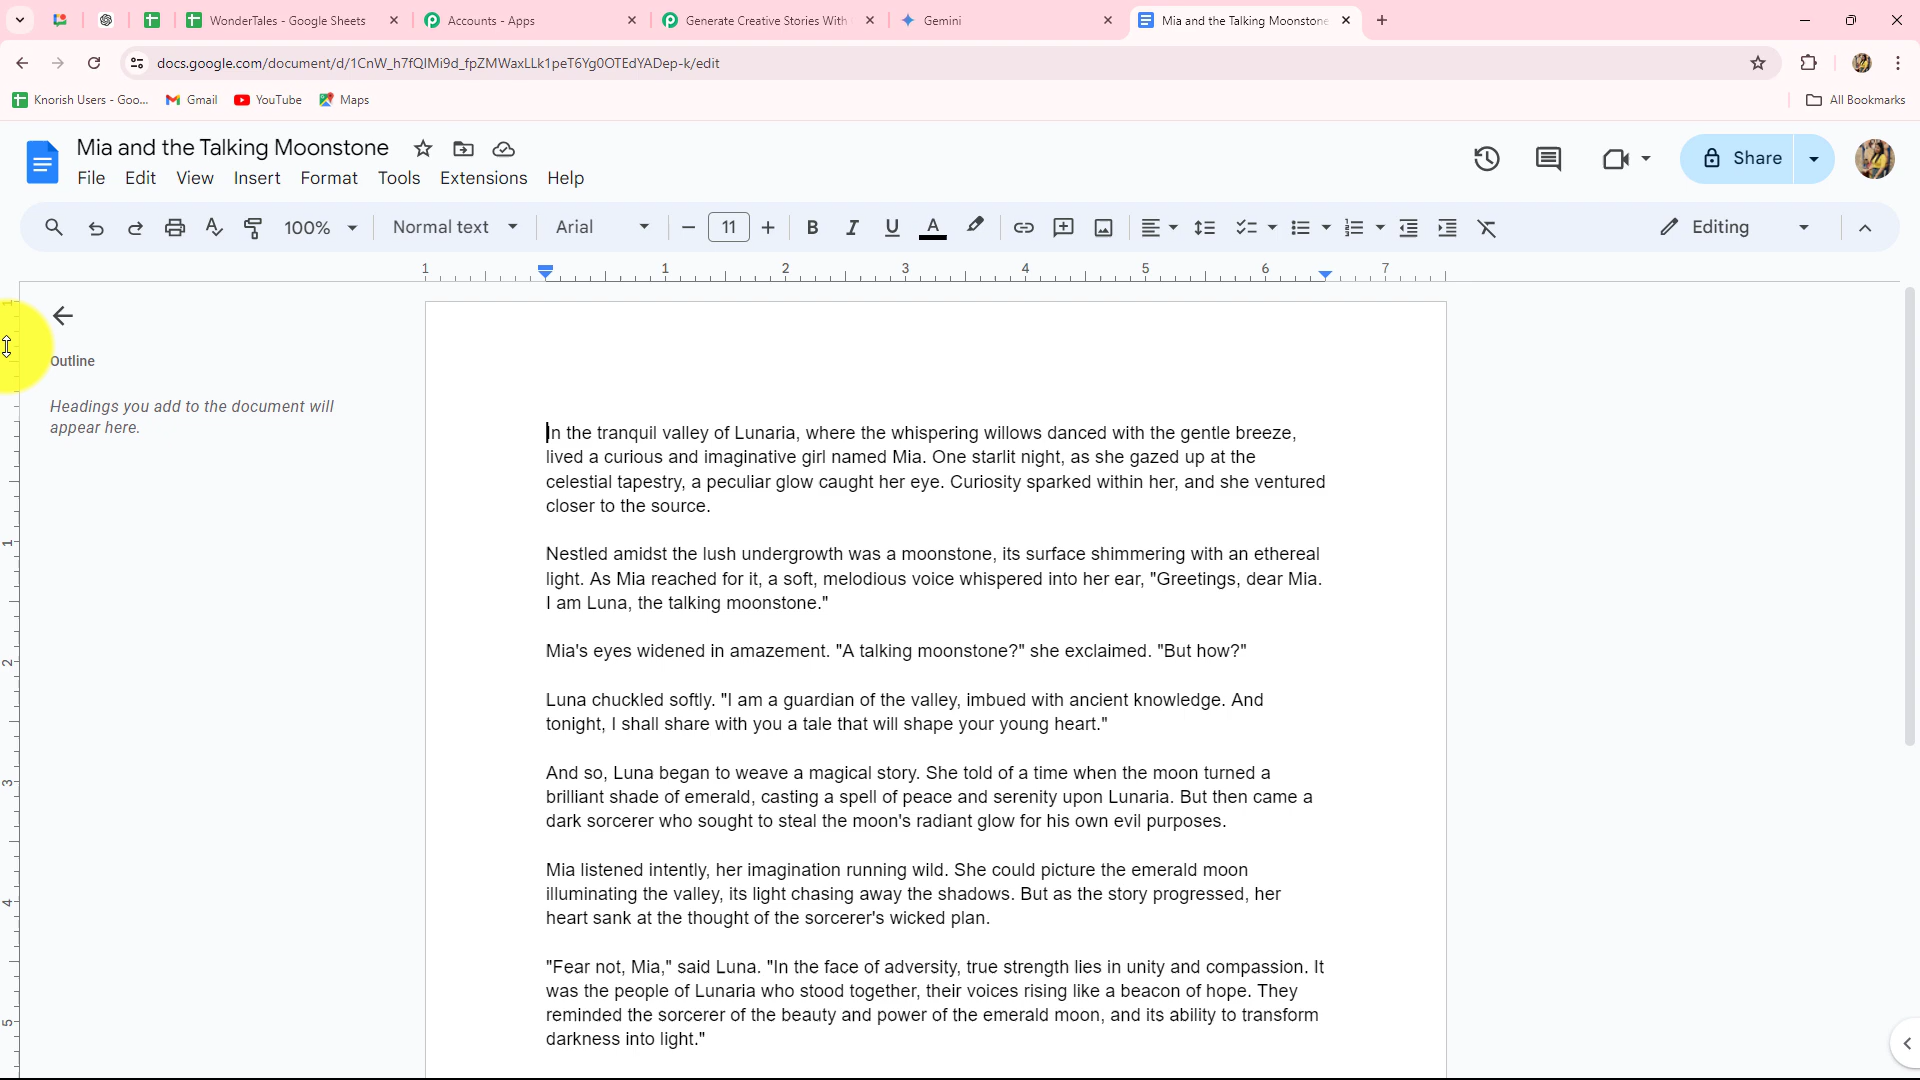 WonderTales - Google Sheets
Accounts - Apps
Generate Creative Stories With
Gemini
Mia and the Talking Moonstone
docs.google.com/document/d/1CnW_h7fQIMi9d_fpZMWaxLLk1peT6Yg0OTEdYADep-k/edit
Knorish Users - Goo...
Gmail
YouTube
Maps
All Bookmarks
Mia and the Talking Moonstone
File Edit View Insert Format Tools Extensions Help
Share
100%
Normal text
Arial
11
Editing
1 1 2 3 4 5 6 7
Outline
Headings you add to the document will
appear here.
In the tranquil valley of Lunaria, where the whispering willows danced with the gentle breeze,
lived a curious and imaginative girl named Mia. One starlit night, as she gazed up at the
celestial tapestry, a peculiar glow caught her eye. Curiosity sparked within her, and she ventured
closer to the source.
Nestled amidst the lush undergrowth was a moonstone, its surface shimmering with an ethereal
light. As Mia reached for it, a soft, melodious voice whispered into her ear, "Greetings, dear Mia.
I am Luna, the talking moonstone."
Mia's eyes widened in amazement. "A talking moonstone?" she exclaimed. "But how?"
Luna chuckled softly. "I am a guardian of the valley, imbued with ancient knowledge. And
tonight, I shall share with you a tale that will shape your young heart."
And so, Luna began to weave a magical story. She told of a time when the moon turned a
brilliant shade of emerald, casting a spell of peace and serenity upon Lunaria. But then came a
dark sorcerer who sought to steal the moon's radiant glow for his own evil purposes.
Mia listened intently, her imagination running wild. She could picture the emerald moon
illuminating the valley, its light chasing away the shadows. But as the story progressed, her
heart sank at the thought of the sorcerer's wicked plan.
"Fear not, Mia," said Luna. "In the face of adversity, true strength lies in unity and compassion. It
was the people of Lunaria who stood together, their voices rising like a beacon of hope. They
reminded the sorcerer of the beauty and power of the emerald moon, and its ability to transform
darkness into light."
1
1
2
3
4
5